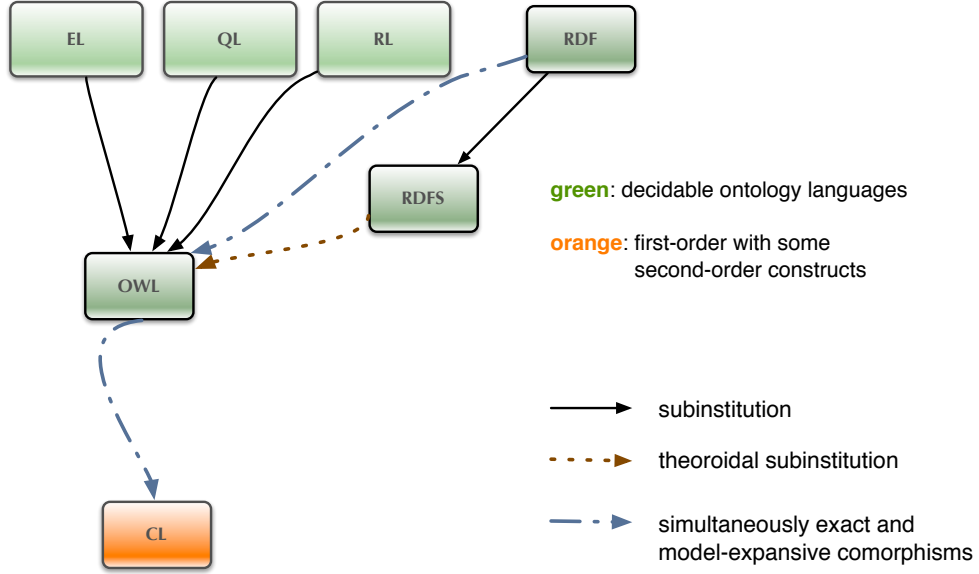 EL
QL
RL
RDF
RDFS
OWL
CL
green: decidable ontology languages
orange: first-order with some
second-order constructs
subinstitution
theoroidal subinstitution
simultaneously exact and
model-expansive comorphisms